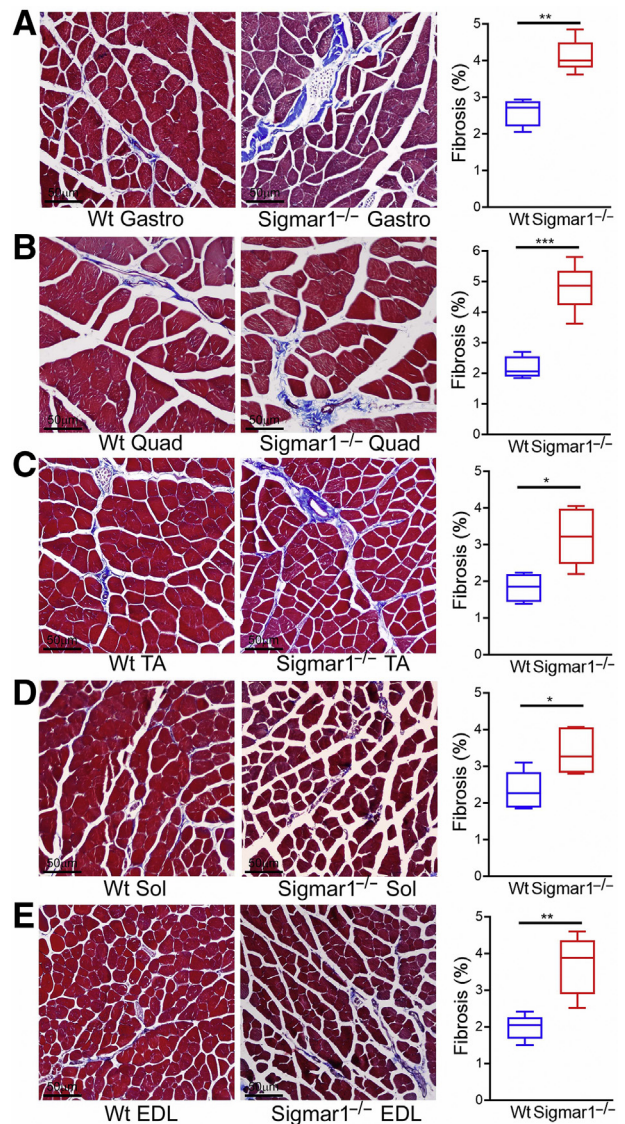 A
50μm
Wt Gastro
50μm
Sigmar1⁻/⁻ Gastro
Fibrosis (%)
5
4
3
2
1
0
**
Wt Sigmar1⁻/⁻
B
50μm
Wt Quad
50μm
Sigmar1⁻/⁻ Quad
Fibrosis (%)
6
5
4
3
2
1
0
***
Wt Sigmar1⁻/⁻
C
50μm
Wt TA
50μm
Sigmar1⁻/⁻ TA
Fibrosis (%)
5
4
3
2
1
0
*
Wt Sigmar1⁻/⁻
D
50μm
Wt Sol
50μm
Sigmar1⁻/⁻ Sol
Fibrosis (%)
5
4
3
2
1
0
*
Wt Sigmar1⁻/⁻
E
50μm
Wt EDL
50μm
Sigmar1⁻/⁻ EDL
Fibrosis (%)
5
4
3
2
1
0
**
Wt Sigmar1⁻/⁻